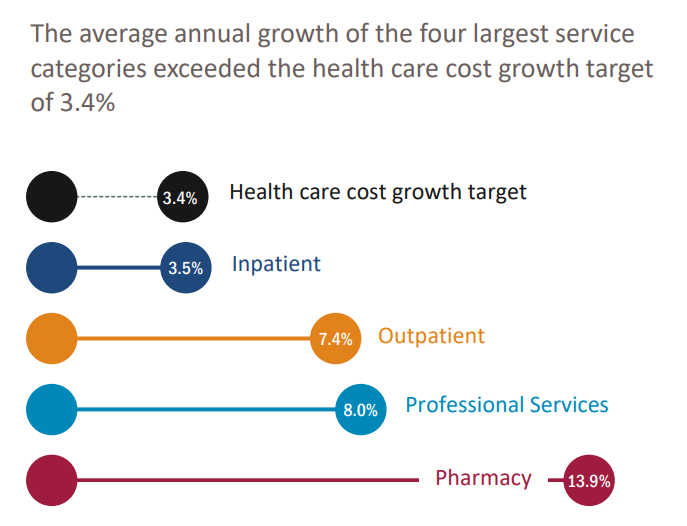 The average annual growth of the four largest service
categories exceeded the health care cost growth target
of 3.4%
3.4% Health care cost growth target
3.5% Inpatient
7.4% Outpatient
8.0% Professional Services
Pharmacy 13.9%